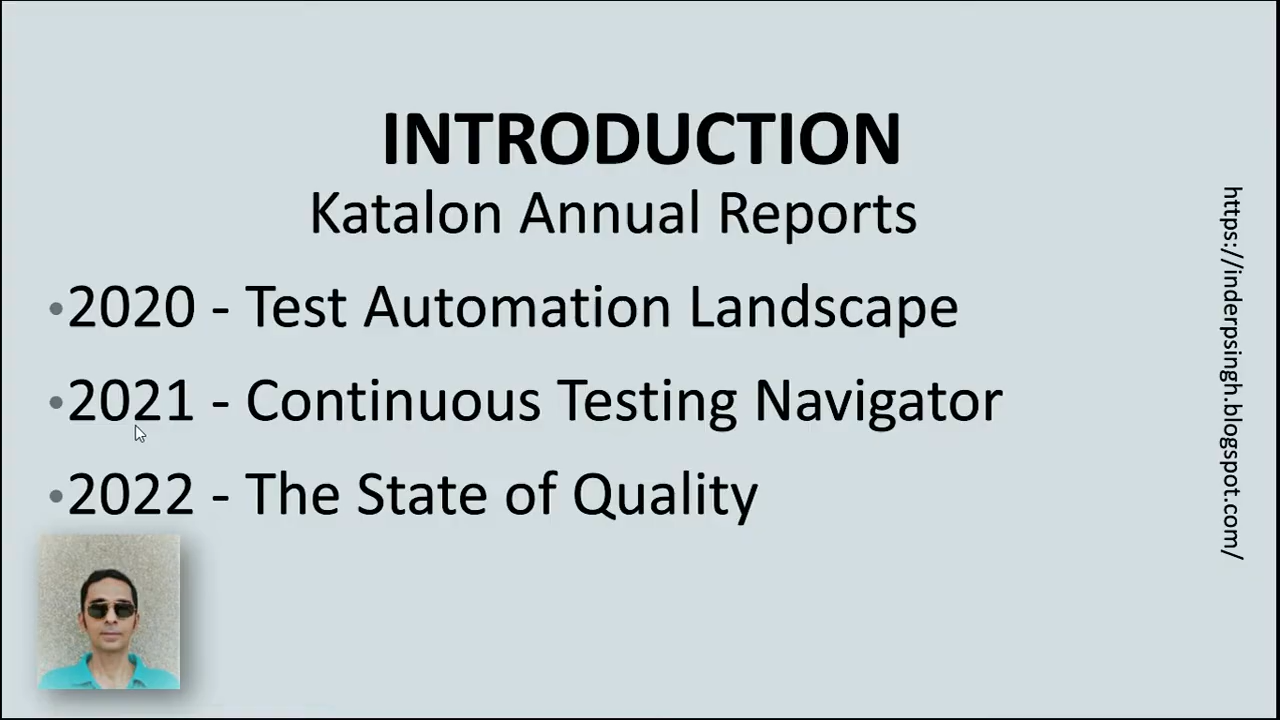 INTRODUCTION
Katalon Annual Reports
•2020 - Test Automation Landscape
•2021 - Continuous Testing Navigator
•2022 - The State of Quality
https://inderpsingh.blogspot.com/